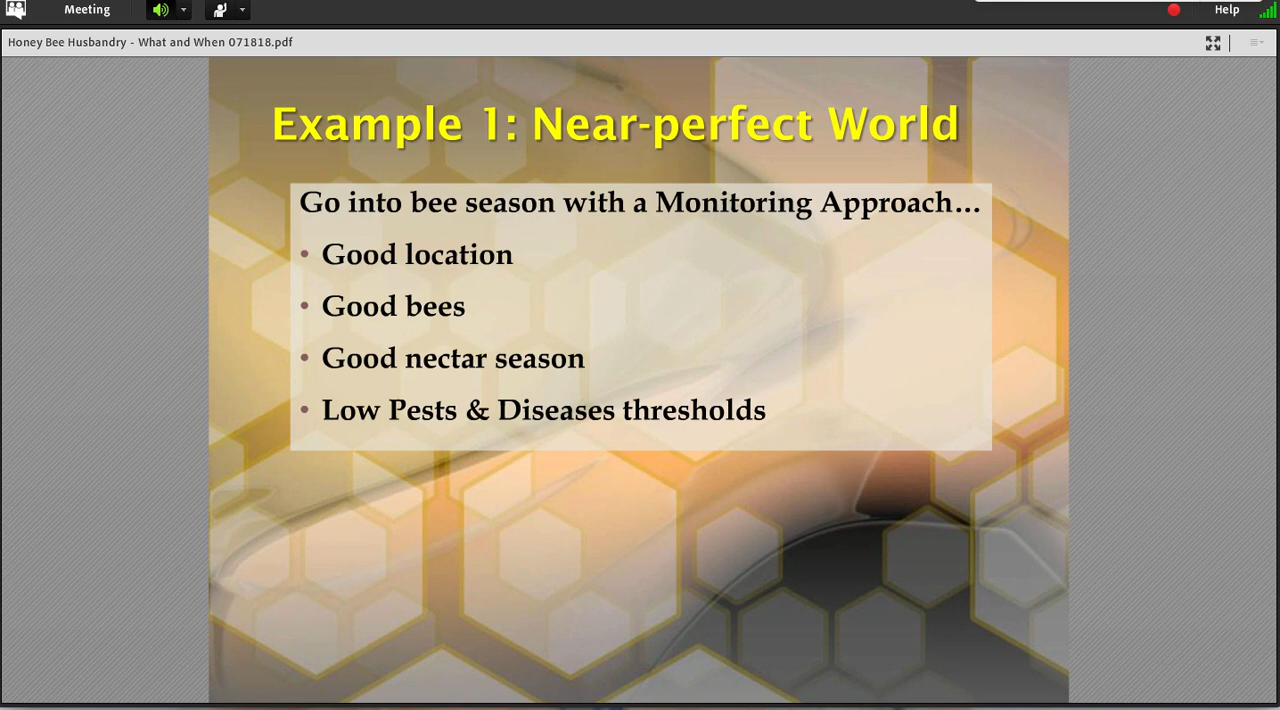 Meeting
Help
Honey Bee Husbandry - What and When 071818.pdf
Example 1: Near-perfect World
Go into bee season with a Monitoring Approach...
• Good location
• Good bees
• Good nectar season
• Low Pests & Diseases thresholds